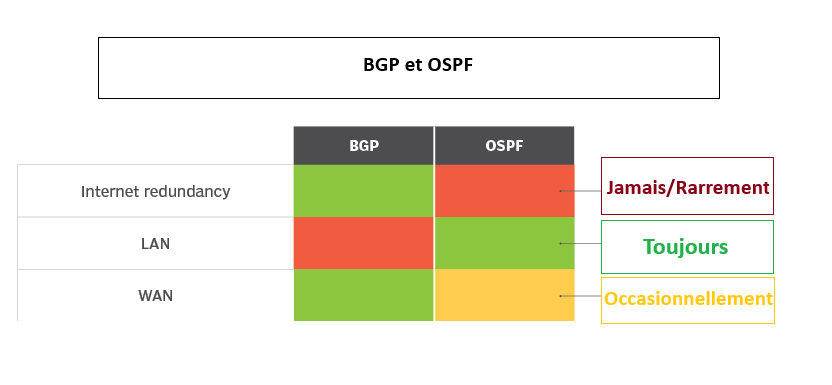 BGP et OSPF
BGP OSPF
Internet redundancy Jamais/Rarrement
LAN Toujours
WAN Occasionnellement